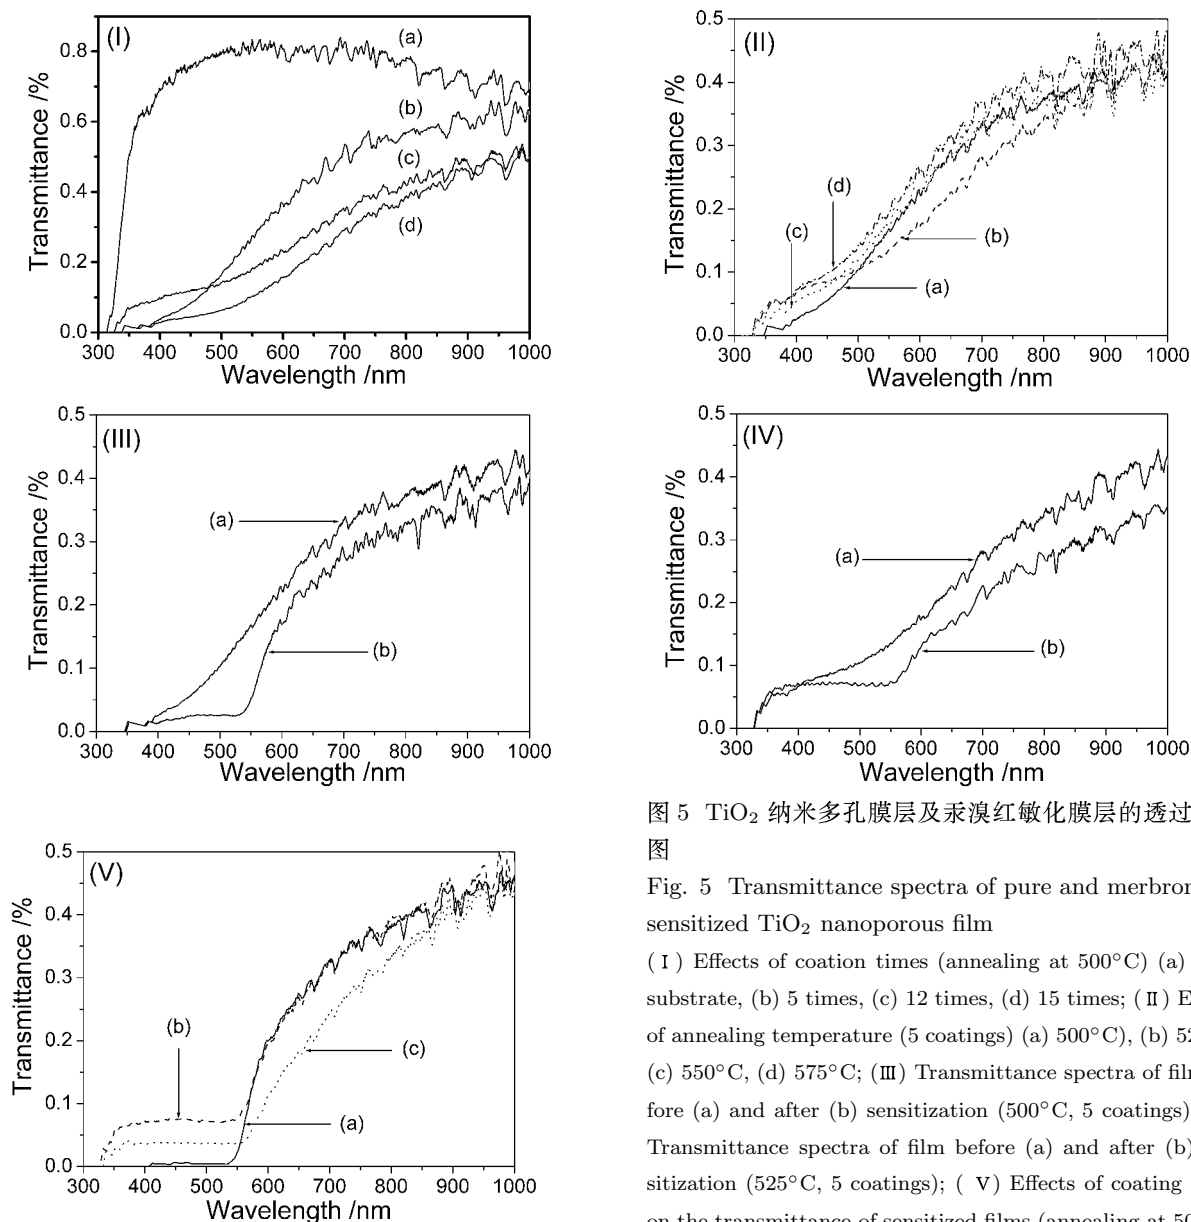 (I)
(a)
(b)
(c)
(d)
Transmittance /%
0.8
0.6
0.4
0.2
0.0
300 400 500 600 700 800 900 1000
Wavelength /nm
(II)
(d)
(c)
(b)
(a)
Transmittance /%
0.5
0.4
0.3
0.2
0.1
0.0
300 400 500 600 700 800 900 1000
Wavelength /nm
(III)
(a)
(b)
Transmittance /%
0.5
0.4
0.3
0.2
0.1
0.0
300 400 500 600 700 800 900 1000
Wavelength /nm
(IV)
(a)
(b)
Transmittance /%
0.5
0.4
0.3
0.2
0.1
0.0
300 400 500 600 700 800 900 1000
Wavelength /nm
(V)
(b)
(c)
(a)
Transmittance /%
0.5
0.4
0.3
0.2
0.1
0.0
300 400 500 600 700 800 900 1000
Wavelength /nm
图 5 TiO₂ 纳米多孔膜层及汞溴红敏化膜层的透过
图
Fig. 5 Transmittance spectra of pure and merbron
sensitized TiO₂ nanoporous film
(Ⅰ) Effects of coation times (annealing at 500°C) (a)
substrate, (b) 5 times, (c) 12 times, (d) 15 times; (Ⅱ) E
of annealing temperature (5 coatings) (a) 500°C), (b) 52
(c) 550°C, (d) 575°C; (Ⅲ) Transmittance spectra of fil
fore (a) and after (b) sensitization (500°C, 5 coatings)
Transmittance spectra of film before (a) and after (b)
sitization (525°C, 5 coatings); (Ⅴ) Effects of coating
on the transmittance of sensitized films (annealing at 50